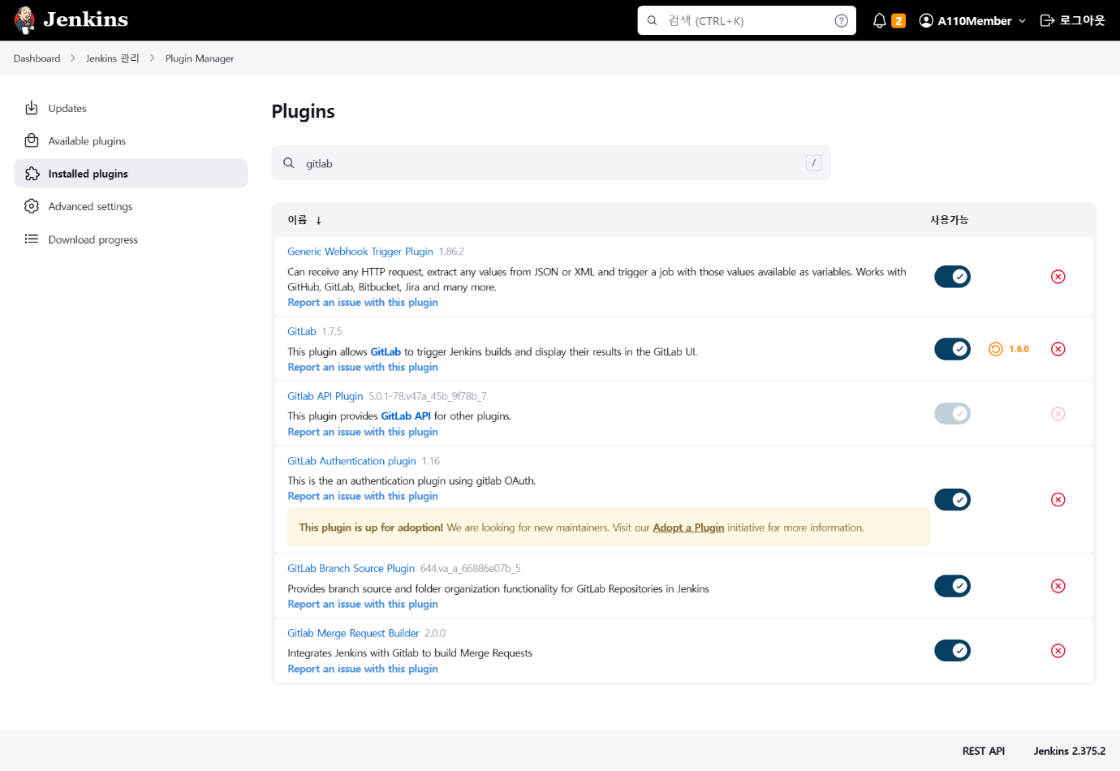 Jenkins
검색 (CTRL+K)
2
A110Member
로그아웃
Dashboard
Jenkins 관리
Plugin Manager
Updates
Available plugins
Installed plugins
Advanced settings
Download progress
Plugins
gitlab
/
이름 ↓
사용가능
Generic Webhook Trigger Plugin 1.86.2
Can receive any HTTP request, extract any values from JSON or XML and trigger a job with those values available as variables. Works with
GitHub, GitLab, Bitbucket, Jira and many more.
Report an issue with this plugin
GitLab 1.7.5
This plugin allows GitLab to trigger Jenkins builds and display their results in the GitLab UI.
Report an issue with this plugin
1.6.0
Gitlab API Plugin 5.0.1-78.v47a_45b_9f78b_7
This plugin provides GitLab API for other plugins.
Report an issue with this plugin
GitLab Authentication plugin 1.16
This is the an authentication plugin using gitlab OAuth.
Report an issue with this plugin
This plugin is up for adoption! We are looking for new maintainers. Visit our Adopt a Plugin initiative for more information.
GitLab Branch Source Plugin 644.va_a_66886e07b_5
Provides branch source and folder organization functionality for GitLab Repositories in Jenkins
Report an issue with this plugin
Gitlab Merge Request Builder 2.0.0
Integrates Jenkins with Gitlab to build Merge Requests
Report an issue with this plugin
REST API
Jenkins 2.375.2